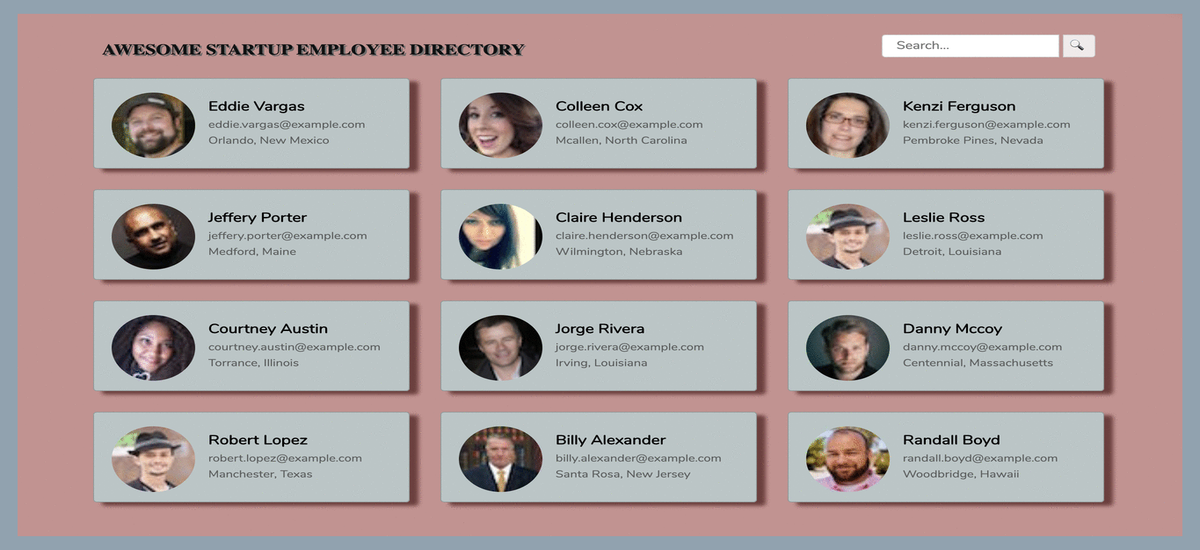 AWESOME STARTUP EMPLOYEE DIRECTORY
Search...
Eddie Vargas
eddie.vargas@example.com
Orlando, New Mexico
Colleen Cox
colleen.cox@example.com
Mcallen, North Carolina
Kenzi Ferguson
kenzi.ferguson@example.com
Pembroke Pines, Nevada
Jeffery Porter
jeffery.porter@example.com
Medford, Maine
Claire Henderson
claire.henderson@example.com
Wilmington, Nebraska
Leslie Ross
leslie.ross@example.com
Detroit, Louisiana
Courtney Austin
courtney.austin@example.com
Torrance, Illinois
Jorge Rivera
jorge.rivera@example.com
Irving, Louisiana
Danny Mccoy
danny.mccoy@example.com
Centennial, Massachusetts
Robert Lopez
robert.lopez@example.com
Manchester, Texas
Billy Alexander
billy.alexander@example.com
Santa Rosa, New Jersey
Randall Boyd
randall.boyd@example.com
Woodbridge, Hawaii